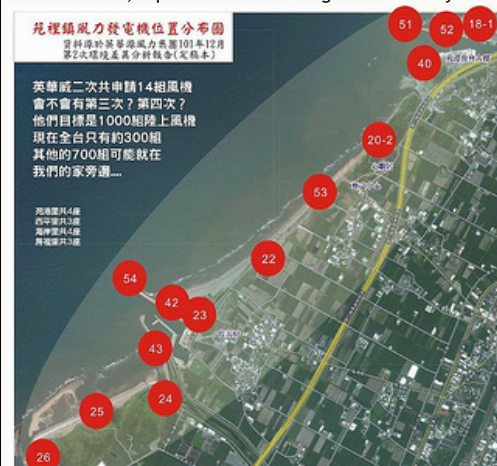 苑裡鎮風力發電機位置分布圖
資料源於英華威風力集團101年12月
第2次環境差異分析報告(定稿本)
英華威二次共申請14組風機
會不會有第三次？第四次？
他們目標是1000組陸上風機
現在全台只有約300組
其他的700組可能就在
我們的家旁邊....
苑港里共4座
西平里共3座
海岸里共4座
房裡里共3座
51
52
18-1
40
20-2
53
22
54
42
23
43
24
25
26